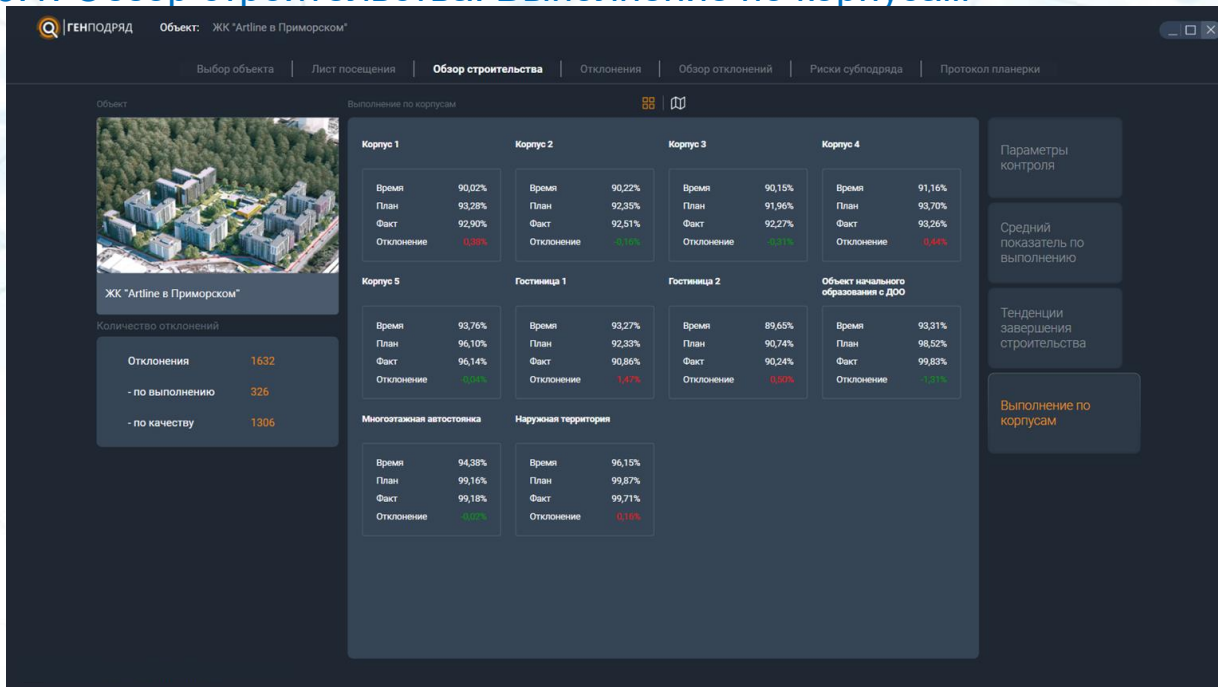 Обзор строительства. Выполнение по корпусам
ГЕНПОДРЯД Объект: ЖК "Artline в Приморском"
Выбор объекта Лист посещения Обзор строительства Отклонения Обзор отклонений Риски субподряда Протокол планерки
Объект
ЖК "Artline в Приморском"
Количество отклонений
Отклонения 1632
- по выполнению 326
- по качеству 1306
Выполнение по корпусам
Корпус 1
Время 90,02%
План 93,28%
Факт 92,90%
Отклонение 0,38%
Корпус 2
Время 90,22%
План 92,35%
Факт 92,51%
Отклонение -0,16%
Корпус 3
Время 90,15%
План 91,96%
Факт 92,27%
Отклонение -0,31%
Корпус 4
Время 91,16%
План 93,70%
Факт 93,26%
Отклонение 0,44%
Корпус 5
Время 93,76%
План 96,10%
Факт 96,14%
Отклонение -0,04%
Гостиница 1
Время 93,27%
План 92,33%
Факт 90,86%
Отклонение 1,47%
Гостиница 2
Время 89,65%
План 90,74%
Факт 90,24%
Отклонение 0,50%
Объект начального
образования с ДОО
Время 93,31%
План 98,52%
Факт 99,83%
Отклонение -1,31%
Многоэтажная автостоянка
Время 94,38%
План 99,16%
Факт 99,18%
Отклонение -0,02%
Наружная территория
Время 96,15%
План 99,87%
Факт 99,71%
Отклонение 0,16%
Параметры
контроля
Средний
показатель по
выполнению
Тенденции
завершения
строительства
Выполнение по
корпусам